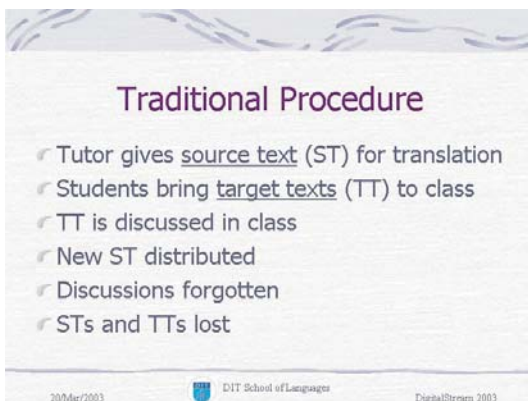 Traditional Procedure
Tutor gives source text (ST) for translation
Students bring target texts (TT) to class
TT is discussed in class
New ST distributed
Discussions forgotten
STs and TTs lost
20/Mar/2003
DIT
DIT School of Languages
DigitalStream 2003